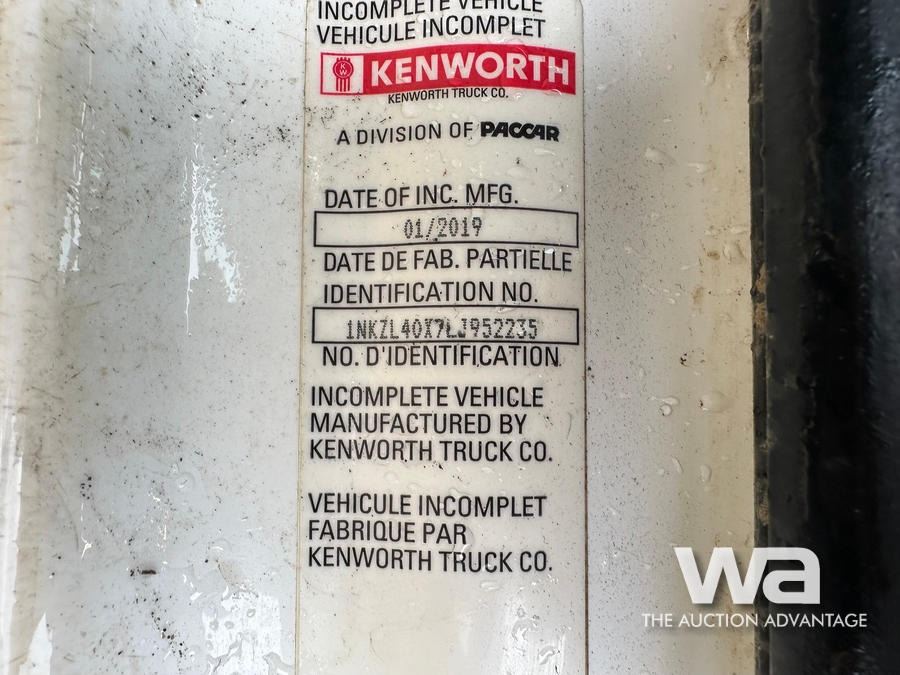 INCOMPLETE VEHICLE
VEHICULE INCOMPLET
KW KENWORTH
KENWORTH TRUCK CO.
A DIVISION OF PACCAR
DATE OF INC. MFG.
01/2019
DATE DE FAB. PARTIELLE
IDENTIFICATION NO.
1NKZL40X7LJ952235
NO. D'IDENTIFICATION
INCOMPLETE VEHICLE
MANUFACTURED BY
KENWORTH TRUCK CO.
VEHICULE INCOMPLET
FABRIQUE PAR
KENWORTH TRUCK CO.
wa
THE AUCTION ADVANTAGE